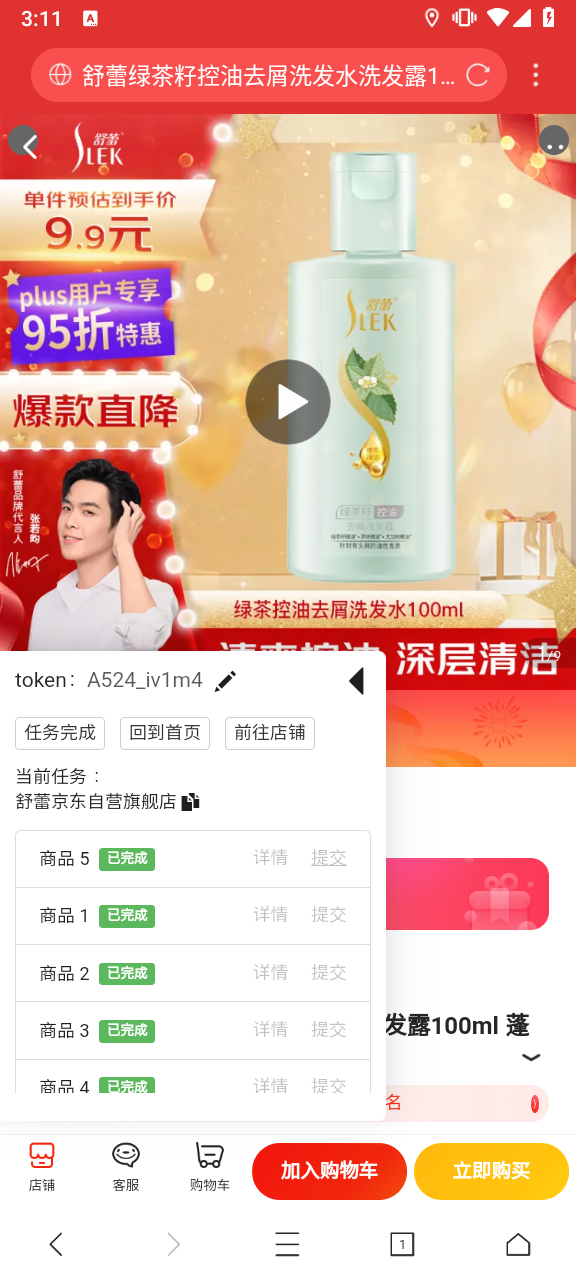 3:11
A
舒蕾绿茶籽控油去屑洗发水洗发露1...
舒蕾
SLEK
单件预估到手价
9.9元
plus用户专享
95折特惠
爆款直降
舒蕾品牌代言人
张若昀
舒蕾
SLEK
绿茶籽 控油
去屑洗发露
绿茶控油去屑洗发水100ml
清爽控油 深层清洁
1/9
token: A524_iv1m4
任务完成 回到首页 前往店铺
当前任务：
舒蕾京东自营旗舰店
商品 5 已完成 详情 提交
商品 1 已完成 详情 提交
商品 2 已完成 详情 提交
商品 3 已完成 详情 提交
商品 4 已完成 详情 提交
发露100ml 蓬
名
店铺 客服 购物车 加入购物车 立即购买
1